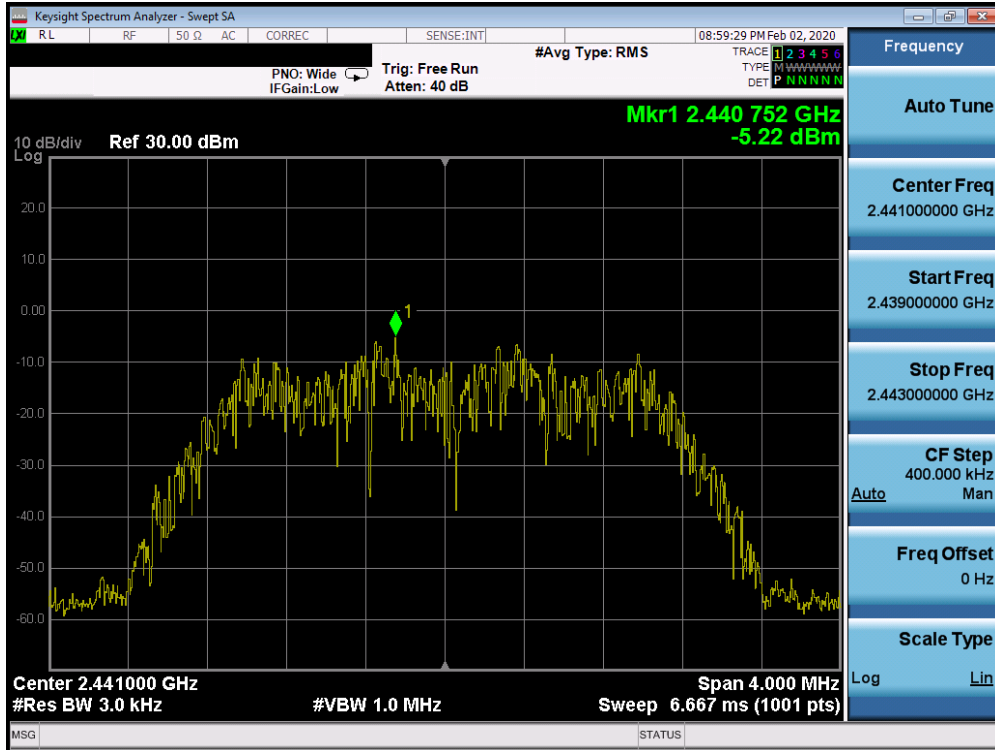 Keysight Spectrum Analyzer - Swept SA
LXI RL RF 50 Ω AC CORREC SENSE:INT 08:59:29 PM Feb 02, 2020
#Avg Type: RMS TRACE 1 2 3 4 5 6
PNO: Wide Trig: Free Run TYPE M WWWWW
IFGain:Low Atten: 40 dB DET P N N N N N
Mkr1 2.440 752 GHz
-5.22 dBm
10 dB/div Ref 30.00 dBm
Log
20.0
10.0
0.00
-10.0
-20.0
-30.0
-40.0
-50.0
-60.0
1
Center 2.441000 GHz Span 4.000 MHz
#Res BW 3.0 kHz #VBW 1.0 MHz Sweep 6.667 ms (1001 pts)
MSG STATUS
Frequency
Auto Tune
Center Freq
2.441000000 GHz
Start Freq
2.439000000 GHz
Stop Freq
2.443000000 GHz
CF Step
400.000 kHz
Auto Man
Freq Offset
0 Hz
Scale Type
Log Lin